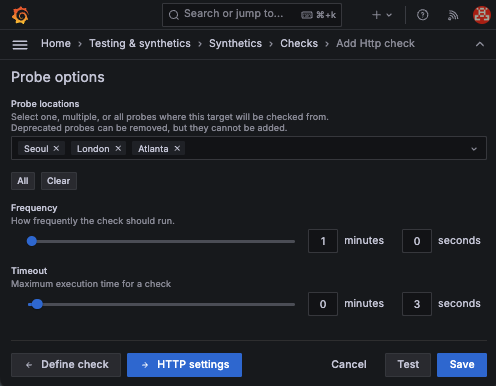 Search or jump to... ⌘+k
Home > Testing & synthetics > Synthetics > Checks > Add Http check
Probe options
Probe locations
Select one, multiple, or all probes where this target will be checked from.
Deprecated probes can be removed, but they cannot be added.
Seoul × London × Atlanta ×
All Clear
Frequency
How frequently the check should run.
1 minutes 0 seconds
Timeout
Maximum execution time for a check
0 minutes 3 seconds
← Define check → HTTP settings Cancel Test Save